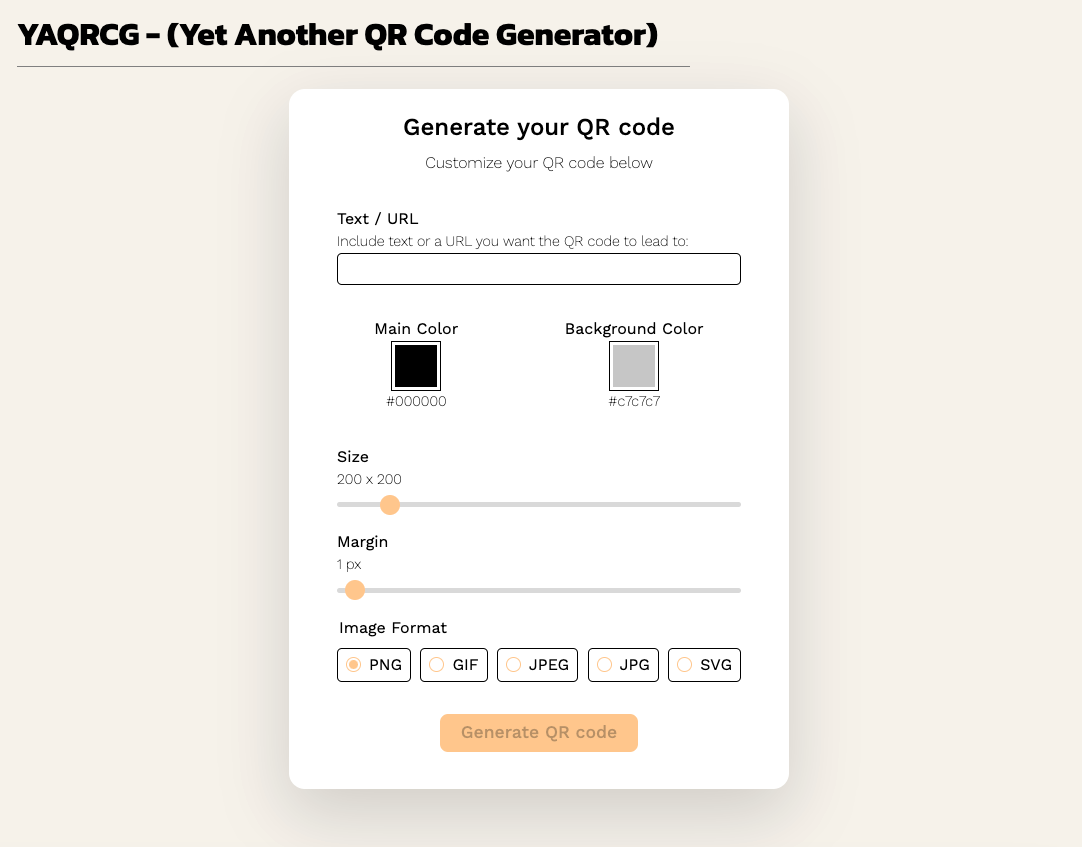 YAQRCG - (Yet Another QR Code Generator)
Generate your QR code
Customize your QR code below
Text / URL
Include text or a URL you want the QR code to lead to:
Main Color Background Color
#000000 #c7c7c7
Size
200 x 200
Margin
1 px
Image Format
PNG GIF JPEG JPG SVG
Generate QR code